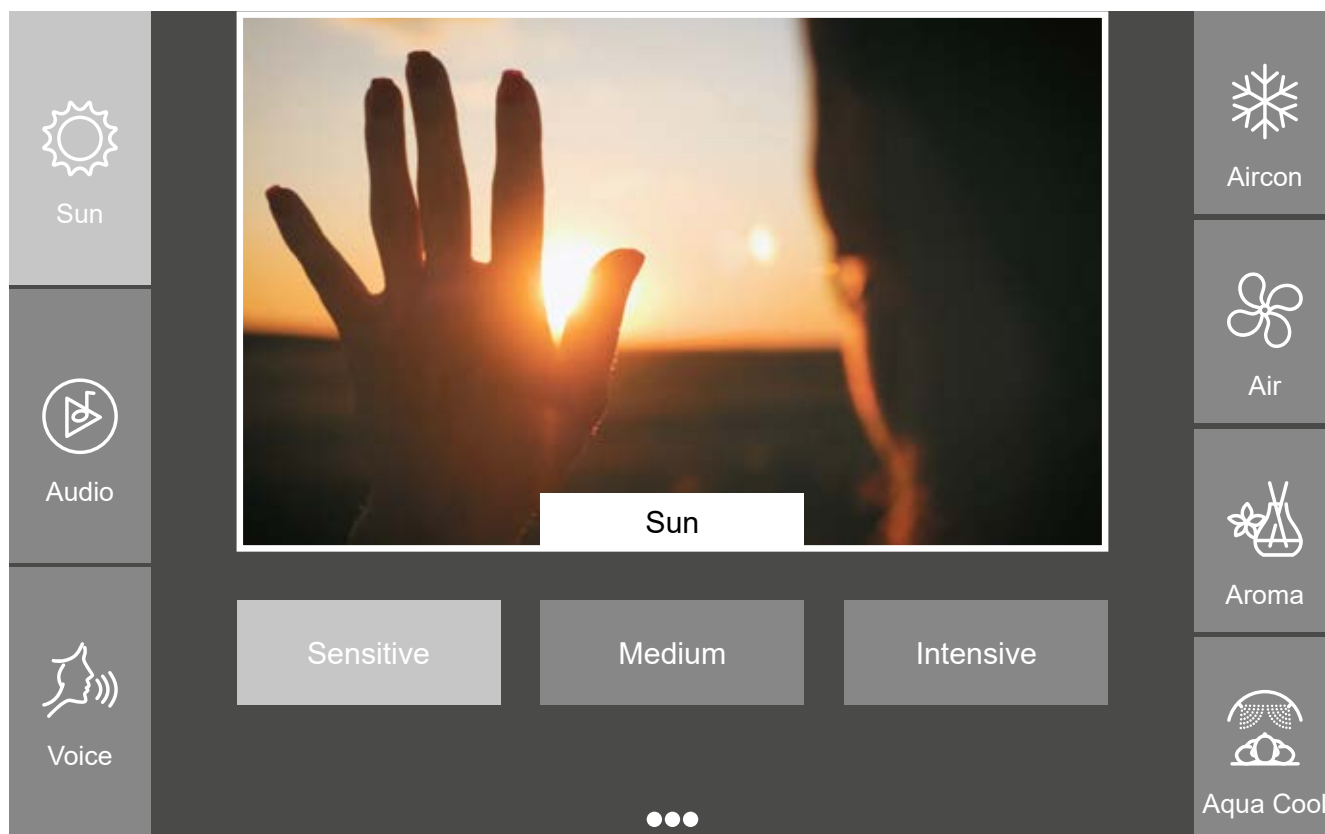 Sun
Audio
Voice
Sun
Sensitive
Medium
Intensive
Aircon
Air
Aroma
Aqua Cool